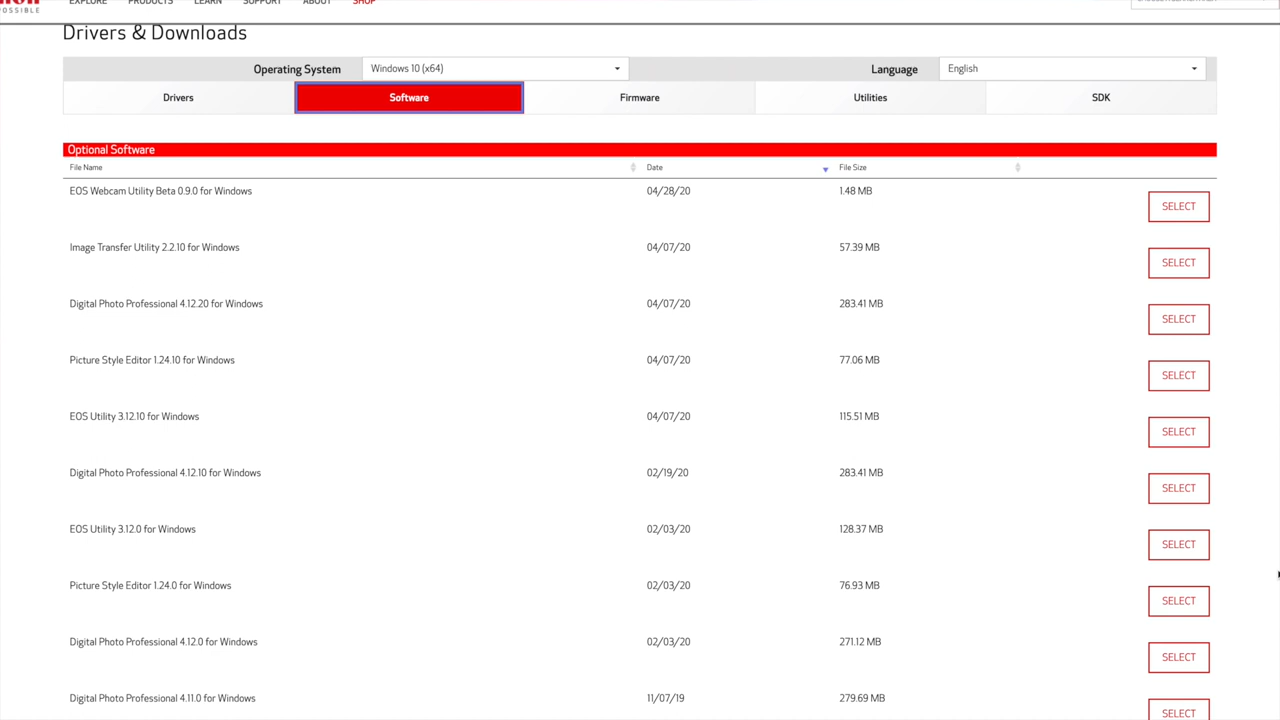 EXPLORE PRODUCTS LEARN SUPPORT ABOUT SHOP
POSSIBLE
Drivers & Downloads
Operating System Windows 10 (x64) Language English
Drivers Software Firmware Utilities SDK
Optional Software
File Name Date File Size
EOS Webcam Utility Beta 0.9.0 for Windows 04/28/20 1.48 MB SELECT
Image Transfer Utility 2.2.10 for Windows 04/07/20 57.39 MB SELECT
Digital Photo Professional 4.12.20 for Windows 04/07/20 283.41 MB SELECT
Picture Style Editor 1.24.10 for Windows 04/07/20 77.06 MB SELECT
EOS Utility 3.12.10 for Windows 04/07/20 115.51 MB SELECT
Digital Photo Professional 4.12.10 for Windows 02/19/20 283.41 MB SELECT
EOS Utility 3.12.0 for Windows 02/03/20 128.37 MB SELECT
Picture Style Editor 1.24.0 for Windows 02/03/20 76.93 MB SELECT
Digital Photo Professional 4.12.0 for Windows 02/03/20 271.12 MB SELECT
Digital Photo Professional 4.11.0 for Windows 11/07/19 279.69 MB SELECT